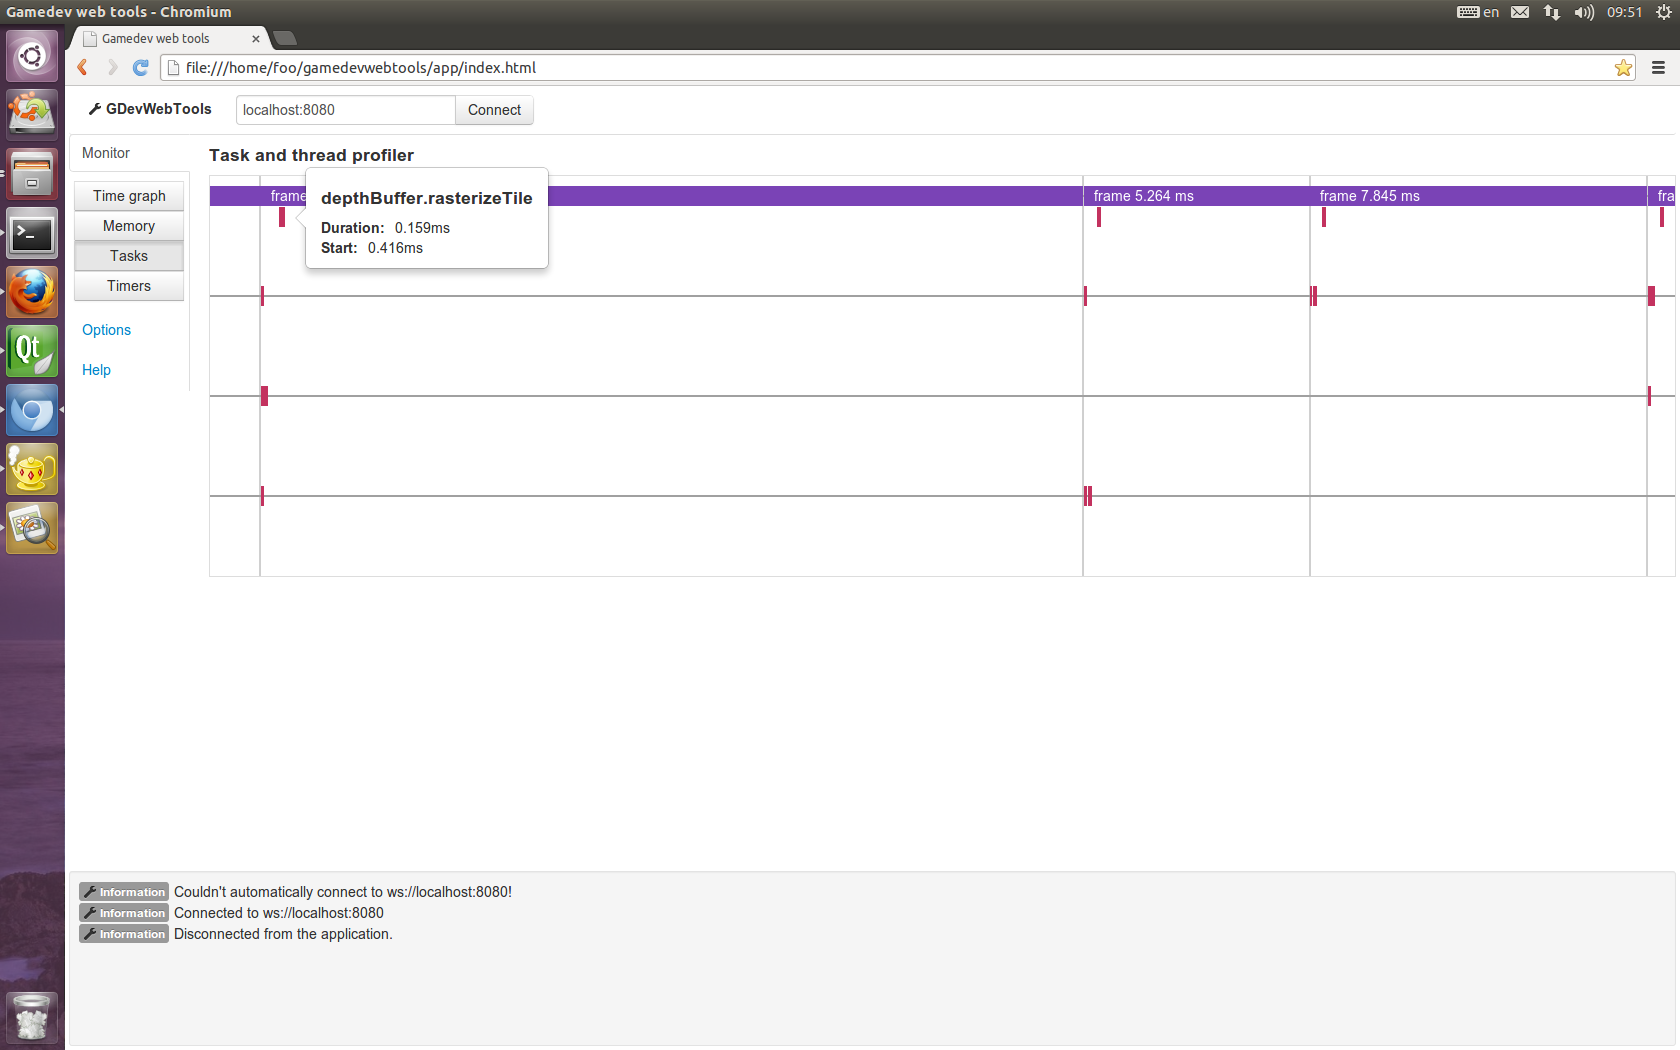 Gamedev web tools - Chromium
en
09:51
Gamedev web tools
file:///home/foo/gamedevwebtools/app/index.html
GDevWebTools
localhost:8080
Connect
Monitor
Time graph
Memory
Tasks
Timers
Options
Help
Task and thread profiler
frame
frame 5.264 ms
frame 7.845 ms
fra
depthBuffer.rasterizeTile
Duration: 0.159ms
Start: 0.416ms
Information Couldn't automatically connect to ws://localhost:8080!
Information Connected to ws://localhost:8080
Information Disconnected from the application.
Qt